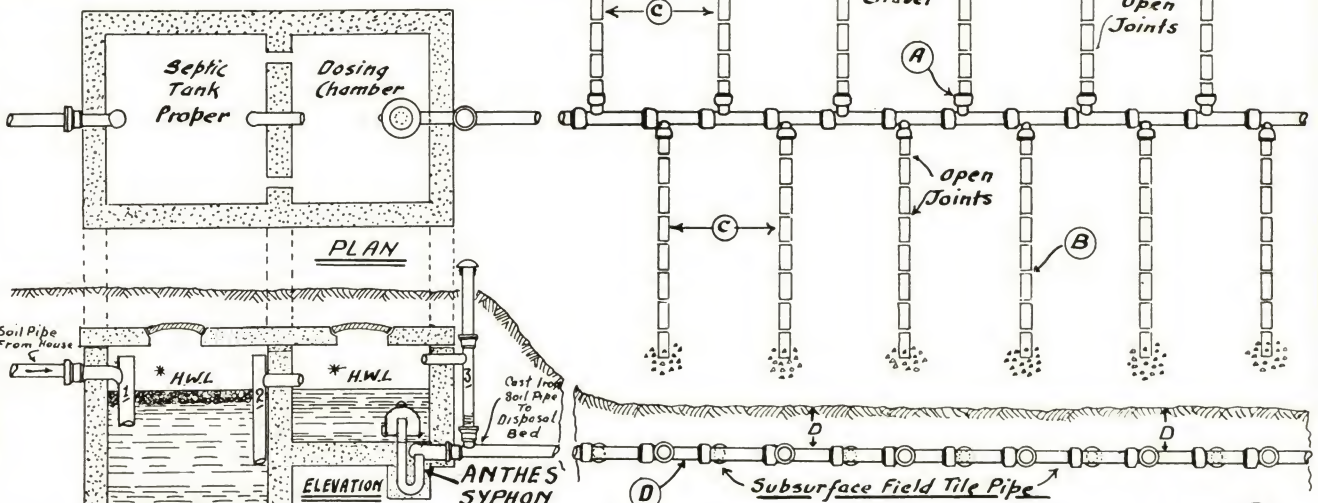 Septic
Tank
Proper
Dosing
Chamber
PLAN
Soil Pipe
From House
1
* H.W.L
2
* H.W.L
3
Cast Iron
Soil Pipe
To
Disposal
Bed
ELEVATION
ANTHES'
SYPHON
C
Open
Joints
A
Open
Joints
C
B
D
D
D
Subsurface Field Tile Pipe